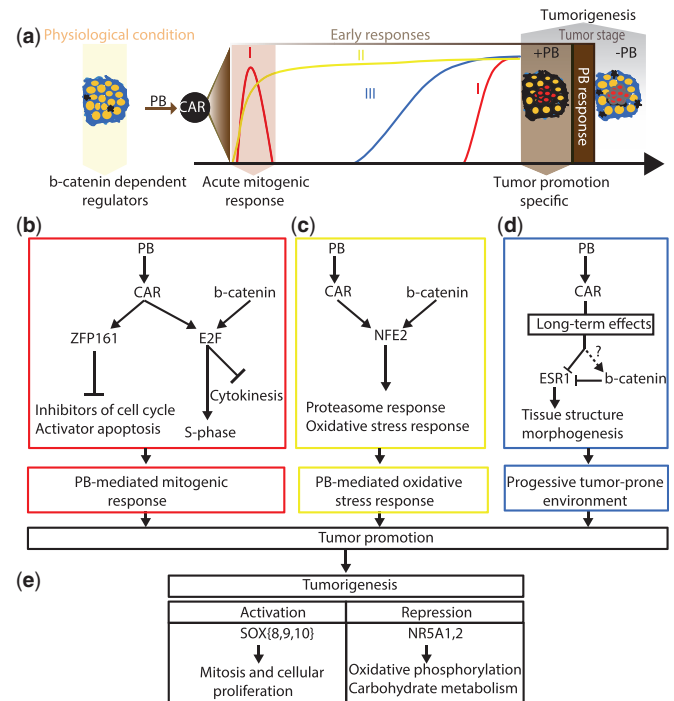 (a)
Physiological condition
Early responses
Tumorigenesis
Tumor stage
+PB
-PB
I
II
III
I
PB
CAR
PB response
b-catenin dependent
regulators
Acute mitogenic
response
Tumor promotion
specific
(b)
PB
CAR
b-catenin
ZFP161
E2F
Cytokinesis
Inhibitors of cell cycle
Activator apoptosis
S-phase
PB-mediated mitogenic
response
(c)
PB
CAR
b-catenin
NFE2
Proteasome response
Oxidative stress response
PB-mediated oxidative
stress response
(d)
PB
CAR
Long-term effects
?
ESR1
b-catenin
Tissue structure
morphogenesis
Progessive tumor-prone
environment
Tumor promotion
(e)
Tumorigenesis
Activation
Repression
SOX{8,9,10}
NR5A1,2
Mitosis and cellular
proliferation
Oxidative phosphorylation
Carbohydrate metabolism